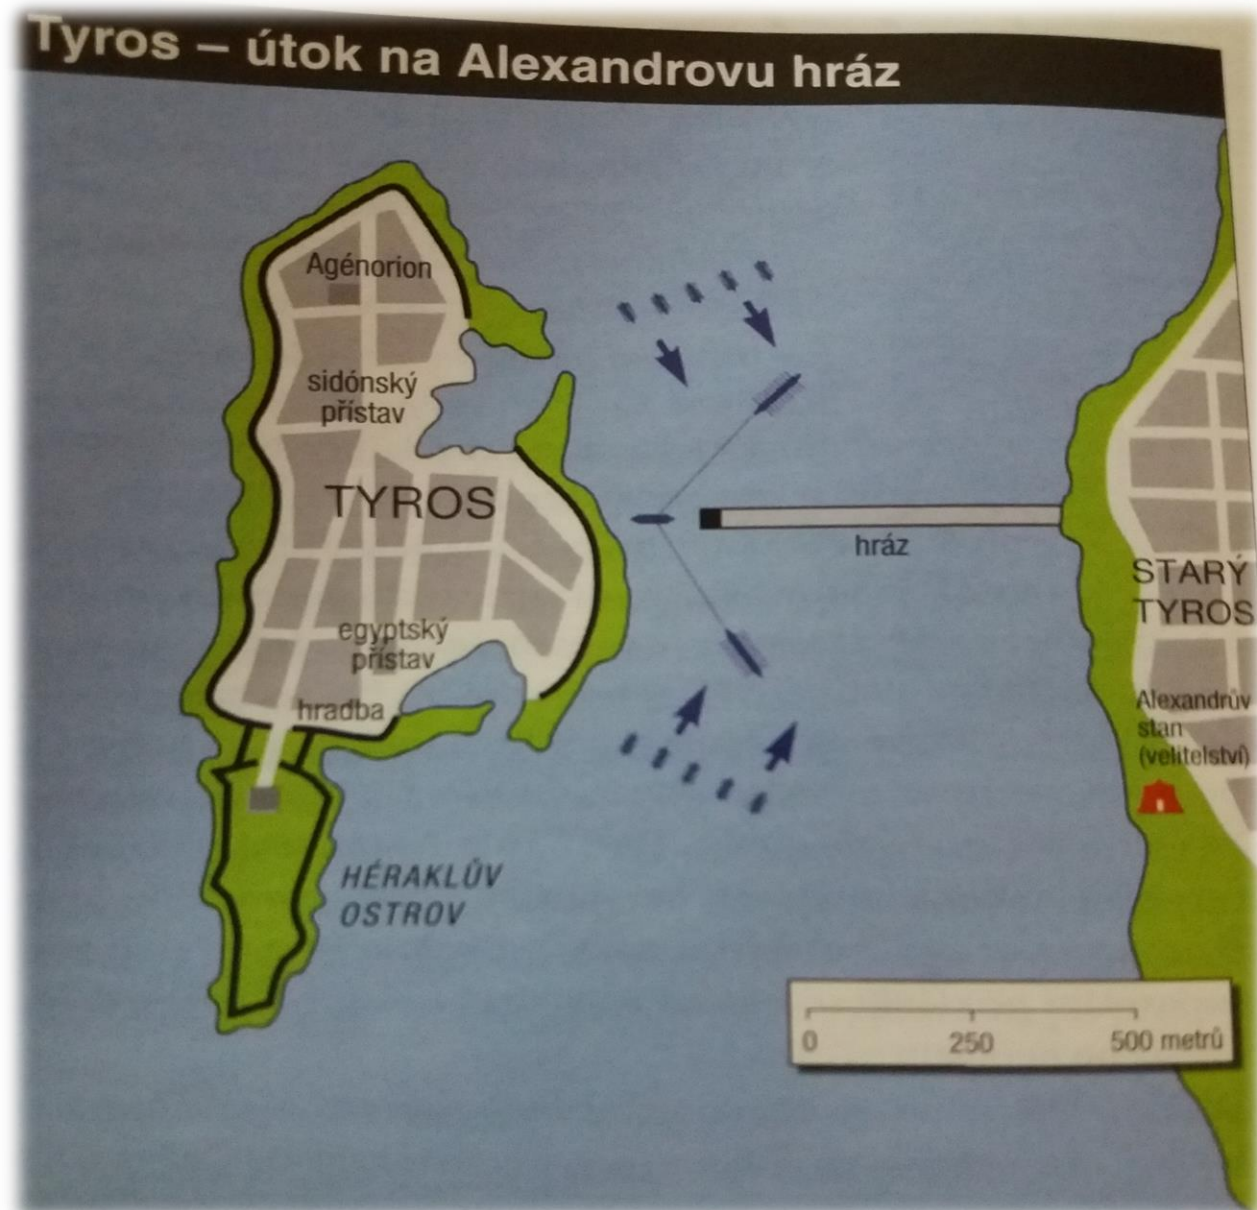 Tyros – útok na Alexandrovu hráz
Agénorion
sidónský
přístav
TYROS
hráz
STARÝ
TYROS
egyptský
přístav
hradba
Alexandrův
stan
(velitelství)
HÉRAKLŮV
OSTROV
0 250 500 metrů